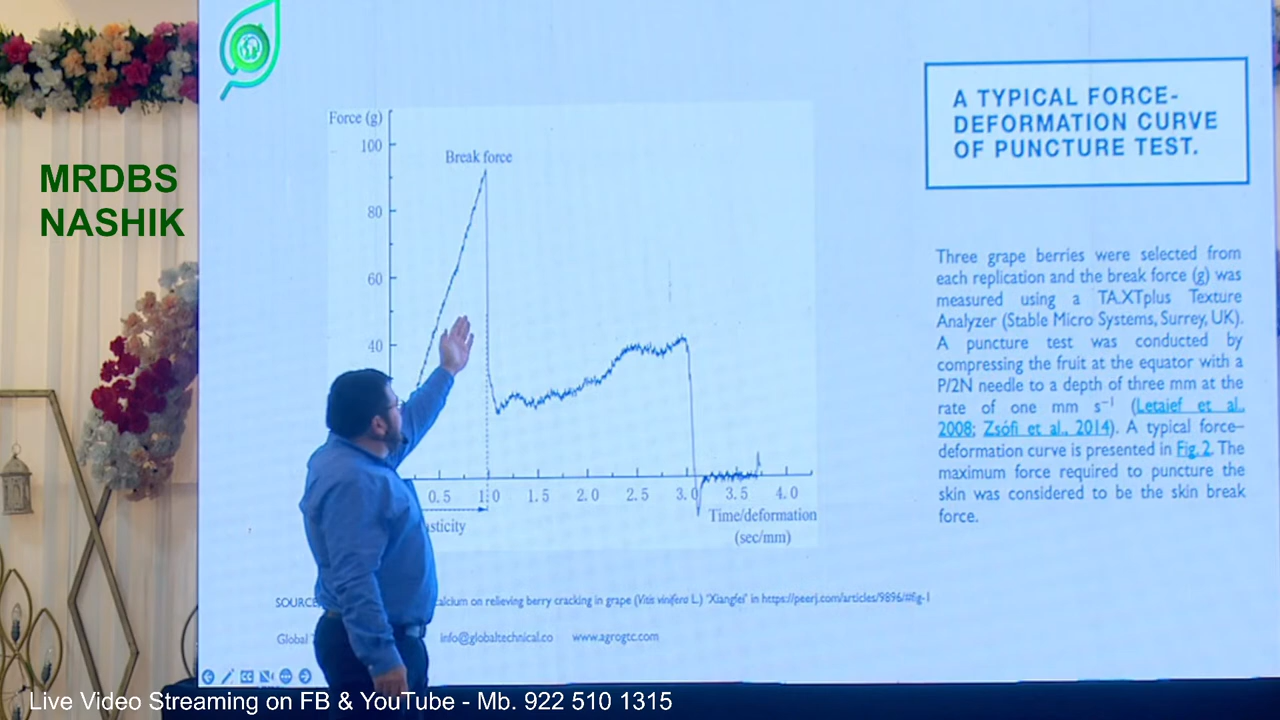 MRDBS
NASHIK
A TYPICAL FORCE-
DEFORMATION CURVE
OF PUNCTURE TEST.
Force (g)
100
Break force
80
60
40
0.5 1.0 1.5 2.0 2.5 3.0 3.5 4.0
Time/deformation
(sec/mm)
sticity
Three grape berries were selected from
each replication and the break force (g) was
measured using a TA.XTplus Texture
Analyzer (Stable Micro Systems, Surrey, UK).
A puncture test was conducted by
compressing the fruit at the equator with a
P/2N needle to a depth of three mm at the
rate of one mm s⁻¹ (Letaief et al.
2008; Zsófi et al., 2014). A typical force–
deformation curve is presented in Fig.2. The
maximum force required to puncture the
skin was considered to be the skin break
force.
SOURCE alcium on relieving berry cracking in grape (Vitis vinifera L.) 'Xiangfei' in https://peerj.com/articles/9896/#fig-1
Global info@globaltechnical.co www.agrogtc.com
Live Video Streaming on FB & YouTube - Mb. 922 510 1315